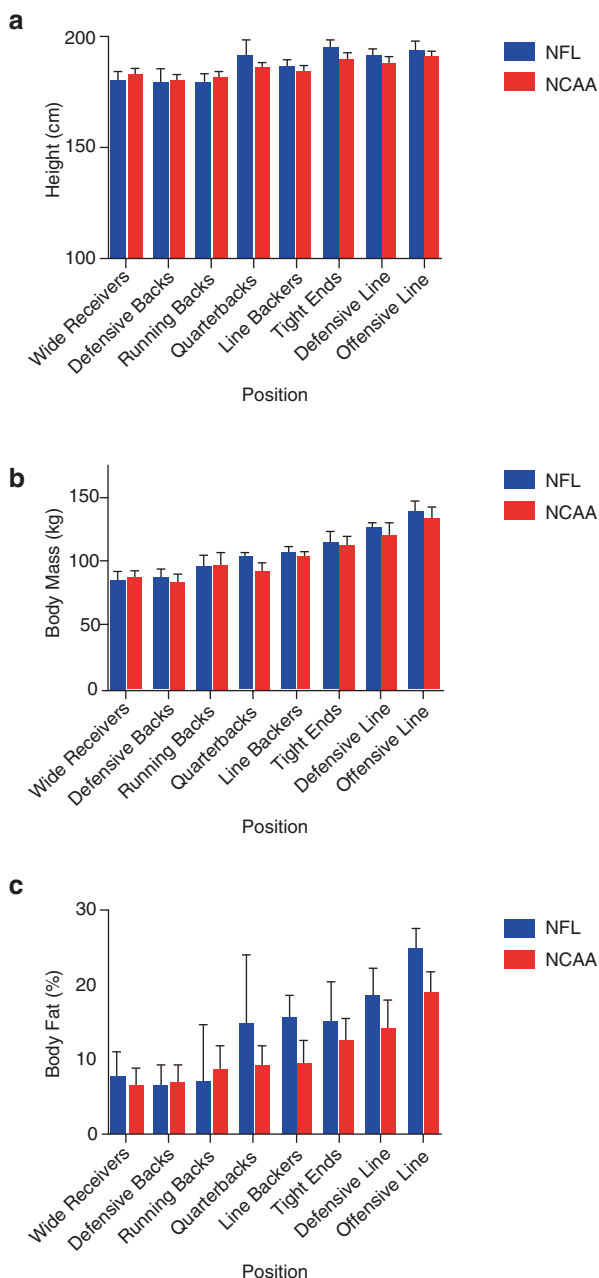 a
200
150
100
Height (cm)
Wide Receivers
Defensive Backs
Running Backs
Quarterbacks
Line Backers
Tight Ends
Defensive Line
Offensive Line
Position
NFL
NCAA
b
150
100
50
0
Body Mass (kg)
Wide Receivers
Defensive Backs
Running Backs
Quarterbacks
Line Backers
Tight Ends
Defensive Line
Offensive Line
Position
NFL
NCAA
c
30
20
10
0
Body Fat (%)
Wide Receivers
Defensive Backs
Running Backs
Quarterbacks
Line Backers
Tight Ends
Defensive Line
Offensive Line
Position
NFL
NCAA